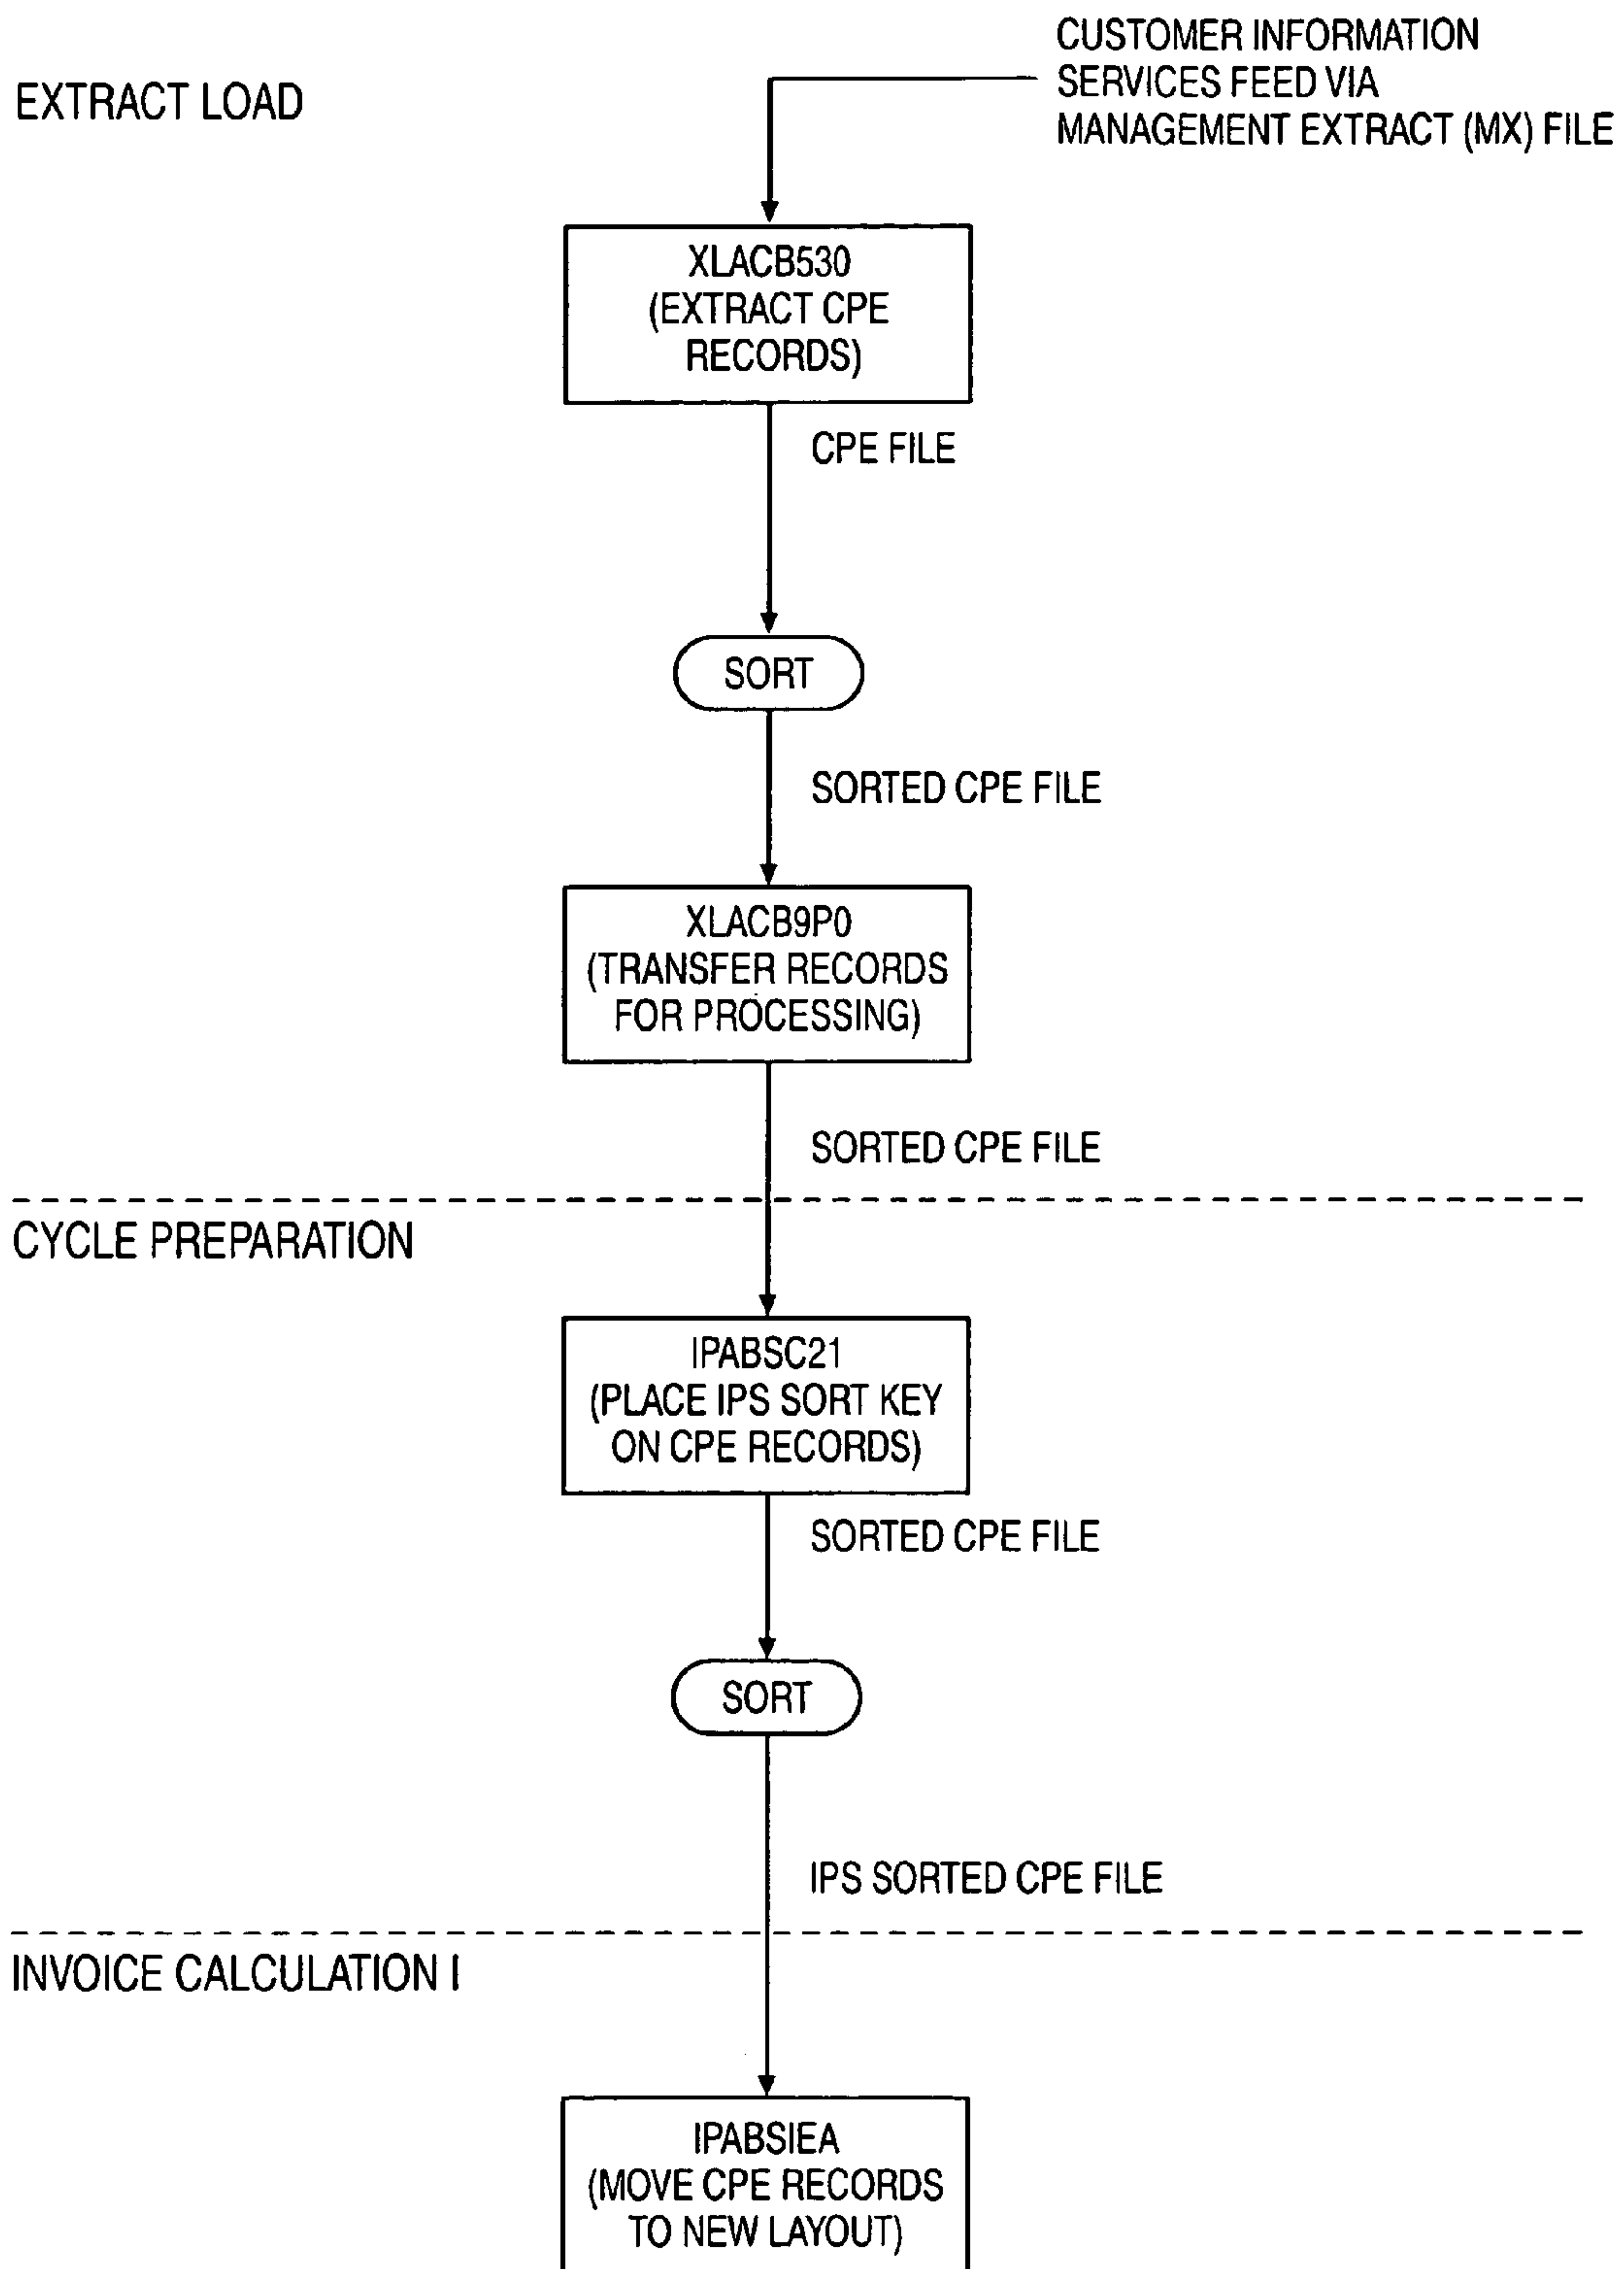 CUSTOMER INFORMATION
SERVICES FEED VIA
MANAGEMENT EXTRACT (MX) FILE
EXTRACT LOAD
XLACB530
(EXTRACT CPE
RECORDS)
CPE FILE
SORT
SORTED CPE FILE
XLACB9P0
(TRANSFER RECORDS
FOR PROCESSING)
SORTED CPE FILE
CYCLE PREPARATION
IPABSC21
(PLACE IPS SORT KEY
ON CPE RECORDS)
SORTED CPE FILE
SORT
IPS SORTED CPE FILE
INVOICE CALCULATION I
IPABSIEA
(MOVE CPE RECORDS
TO NEW LAYOUT)